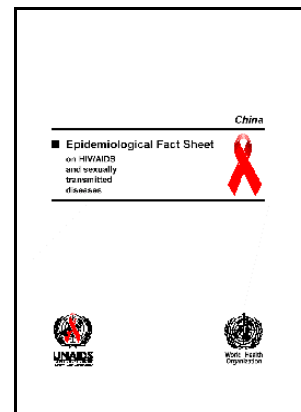 China
Epidemiological Fact Sheet
on HIV/AIDS
and sexually
transmitted
diseases
UNAIDS
World Health
Organization